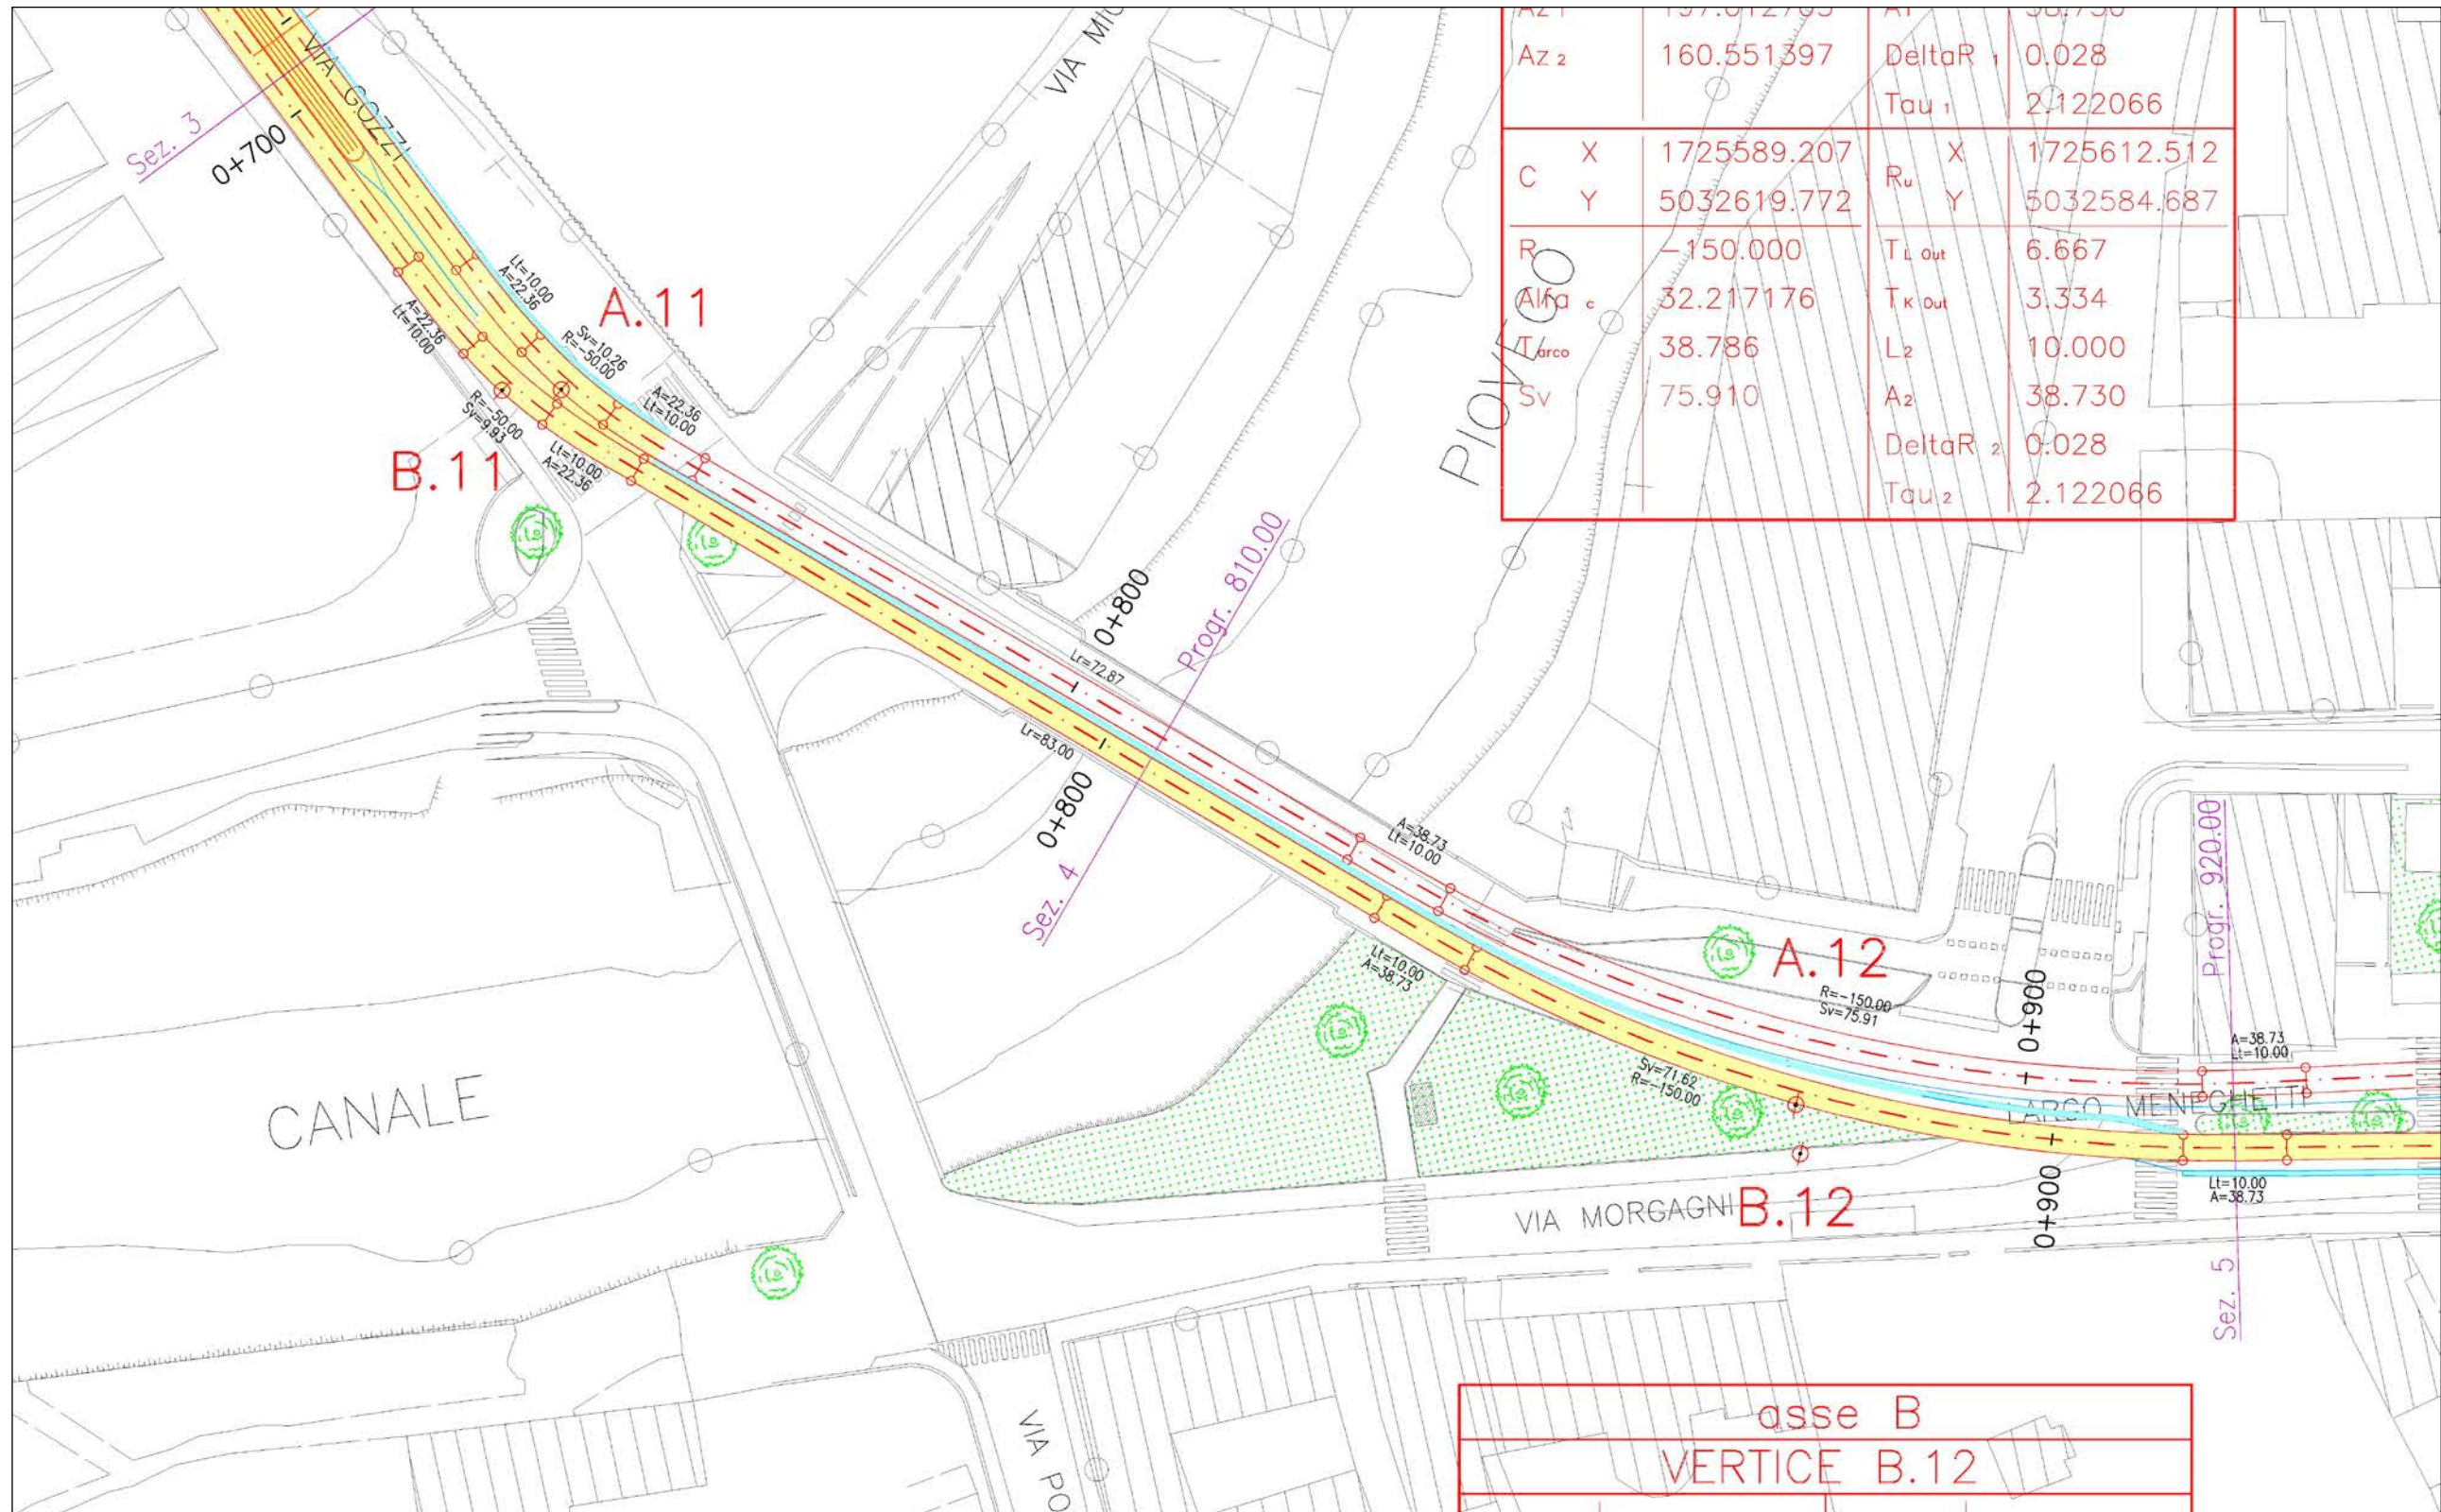 VIA GOZZI
Sez. 3
0+700
VIA
Lt=10.00
A=22.36
A=22.36
Lt=10.00
A.11
Sv=10.26
R=-50.00
A=22.36
Lt=10.00
R=-50.00
Sv=9.93
B.11
Lt=10.00
A=22.36
Az 2 160.551397 DeltaR 1 0.028
Tau 1 2.122066
C X 1725589.207 Ru X 1725612.512
Y 5032619.772 Y 5032584.687
R -150.000 TL Out 6.667
Alfa c 32.217176 TK Out 3.334
Tarco 38.786 L2 10.000
Sv 75.910 A2 38.730
DeltaR 2 0.028
Tau 2 2.122066
PIOVEGO
0+800
Progr. 810.00
Lr=72.87
Lr=83.00
0+800
Sez. 4
A=38.73
Lt=10.00
Lt=10.00
A=38.73
A.12
R=-150.00
Sv=75.91
0+900
Progr. 920.00
A=38.73
Lt=10.00
Sv=71.62
R=-150.00
LARGO MENEGHETTI
CANALE
VIA MORGAGNI
B.12
0+900
Lt=10.00
A=38.73
Sez. 5
VIA
asse B
VERTICE B.12